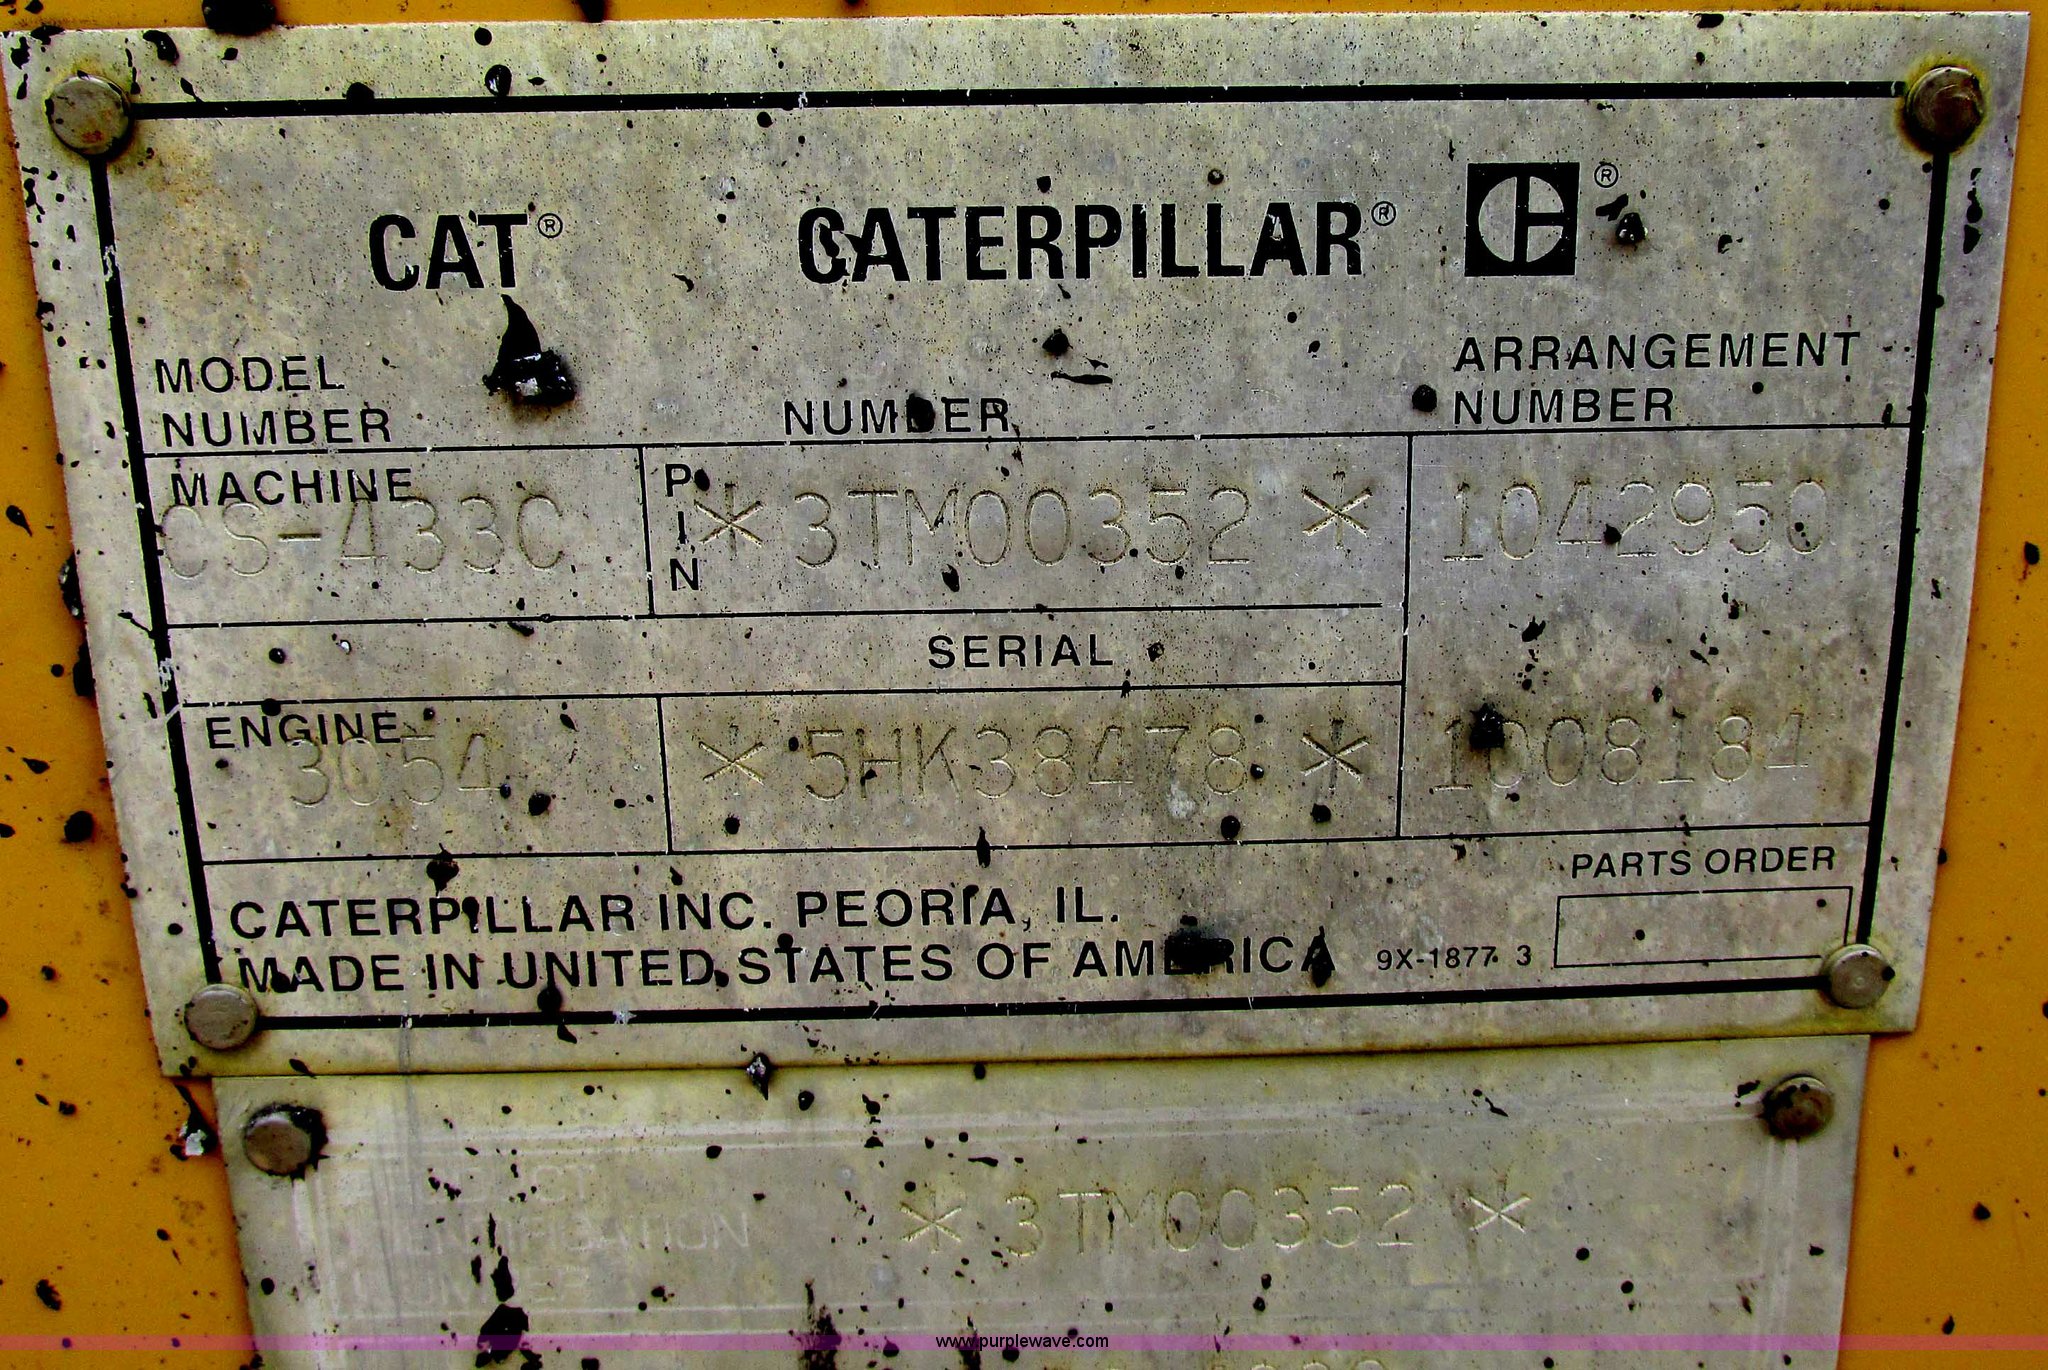 CAT® CATERPILLAR® ®
MODEL
NUMBER
NUMBER
ARRANGEMENT
NUMBER
MACHINE
CS-433C
PIN
*3TM00352*
1042950
SERIAL
ENGINE
3054
*5HK38478*
1008184
PARTS ORDER
CATERPILLAR INC. PEORIA, IL.
MADE IN UNITED STATES OF AMERICA 9X-1877 3
*3TM00352*
www.purplewave.com